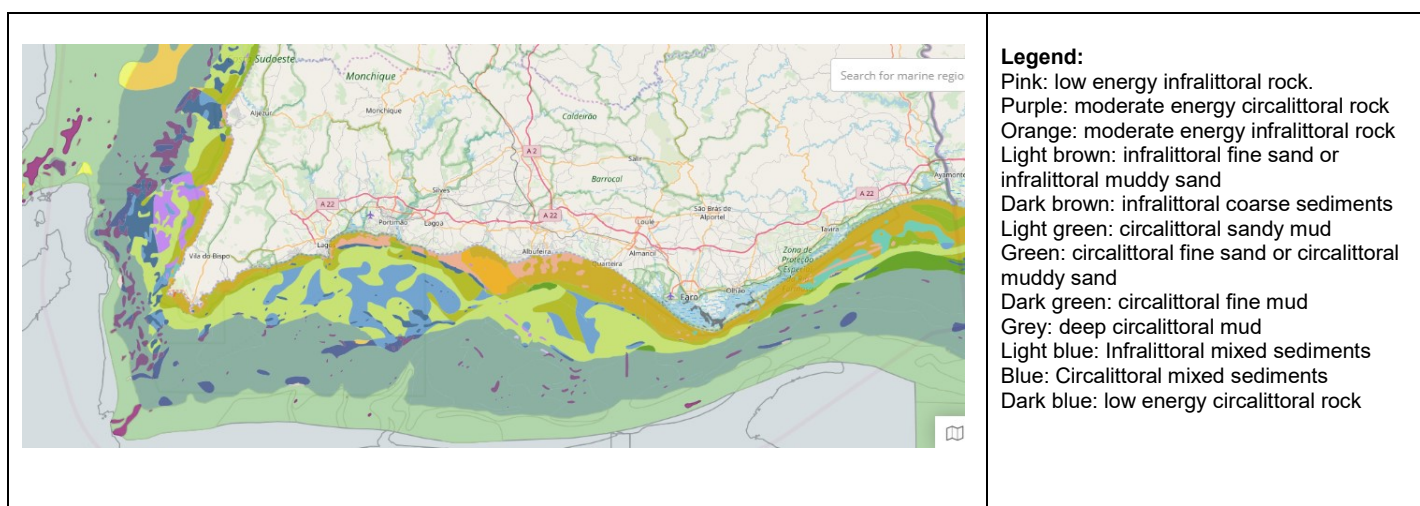 Sudoeste
Monchique
Search for marine regio
Aljezur
Monchique
Caldeirão
A 2
Salir
Barrocal
Ayamonte
A 22
Silves
São Brás de
Alportel
A 22
Portimão
Lagoa
A 22
Loulé
Tavira
Lag
Vila do Bispo
Albufeira
Almancil
Quarteira
Zona de
Proteção
Espec
Faro
Olhão
Legend:
Pink: low energy infralittoral rock.
Purple: moderate energy circalittoral rock
Orange: moderate energy infralittoral rock
Light brown: infralittoral fine sand or
infralittoral muddy sand
Dark brown: infralittoral coarse sediments
Light green: circalittoral sandy mud
Green: circalittoral fine sand or circalittoral
muddy sand
Dark green: circalittoral fine mud
Grey: deep circalittoral mud
Light blue: Infralittoral mixed sediments
Blue: Circalittoral mixed sediments
Dark blue: low energy circalittoral rock